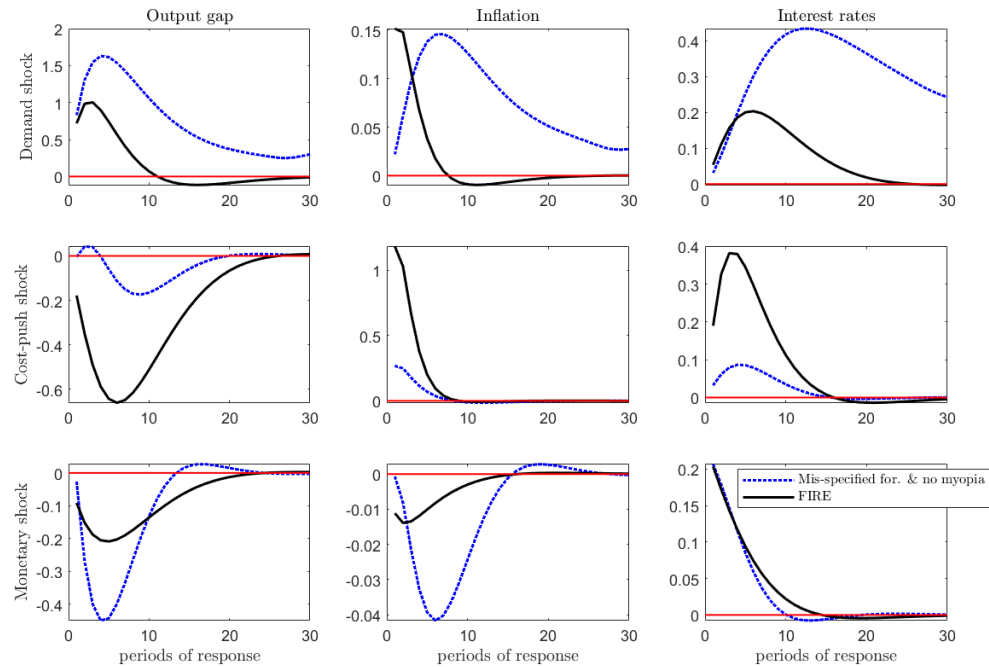 Output gap
Inflation
Interest rates
Demand shock
2
1.5
1
0.5
0
0 10 20 30
0.15
0.1
0.05
0
0 10 20 30
0.4
0.3
0.2
0.1
0
0 10 20 30
Cost-push shock
0
-0.2
-0.4
-0.6
0 10 20 30
1
0.5
0
0 10 20 30
0.4
0.3
0.2
0.1
0
0 10 20 30
Monetary shock
0
-0.1
-0.2
-0.3
-0.4
0 10 20 30
periods of response
0
-0.01
-0.02
-0.03
-0.04
0 10 20 30
periods of response
0.2
0.15
0.1
0.05
0
Mis-specified for. & no myopia
FIRE
0 10 20 30
periods of response